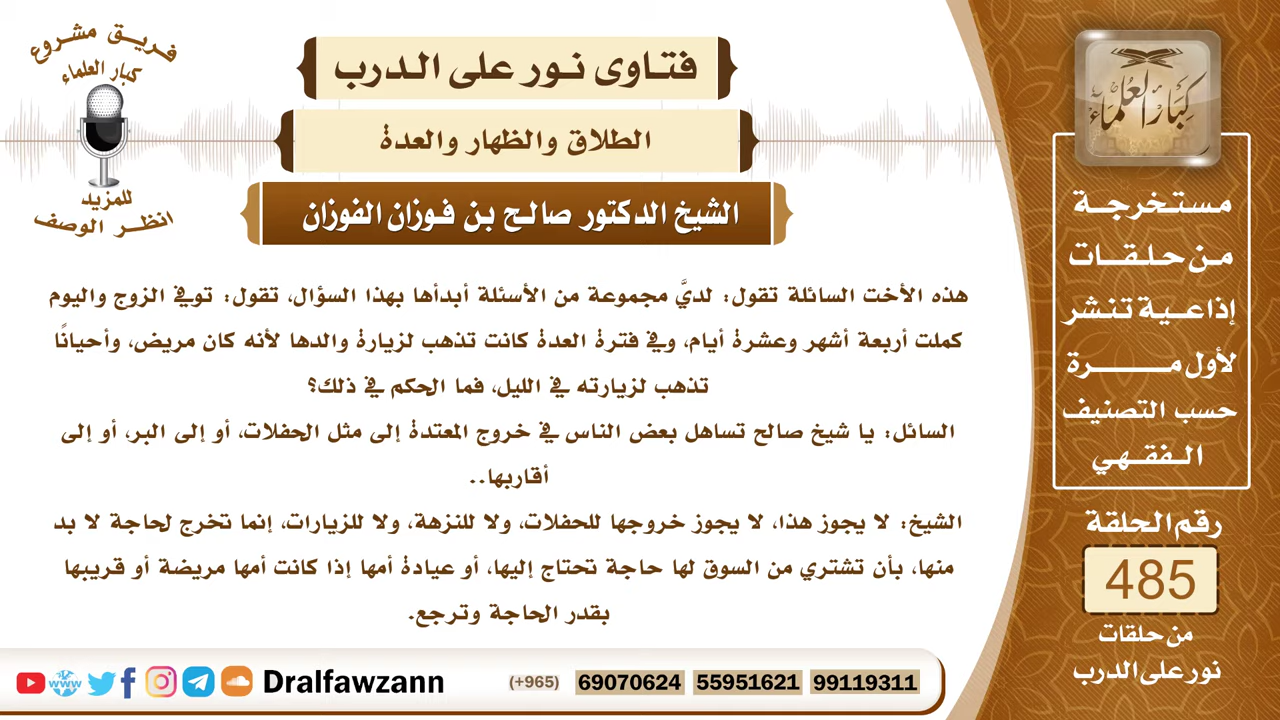 فريق مشروع
كبار العلماء
للمزيد
انظر الوصف
فتاوى نور على الدرب
الطلاق والظهار والعدة
الشيخ الدكتور صالح بن فوزان الفوزان
هذه الأخت السائلة تقول: لديَّ مجموعة من الأسئلة أبدأها بهذا السؤال، تقول: توفي الزوج واليوم
كملت أربعة أشهر وعشرة أيام، وفي فترة العدة كانت تذهب لزيارة والدها لأنه كان مريض، وأحيانًا
تذهب لزيارته في الليل، فما الحكم في ذلك؟
السائل: يا شيخ صالح تساهل بعض الناس في خروج المعتدة إلى مثل الحفلات، أو إلى البر، أو إلى
أقاربها..
الشيخ: لا يجوز هذا، لا يجوز خروجها للحفلات، ولا للنزهة، ولا للزيارات، إنما تخرج لحاجة لا بد
منها، بأن تشتري من السوق لها حاجة تحتاج إليها، أو عيادة أمها إذا كانت أمها مريضة أو قريبها
بقدر الحاجة وترجع.
كبار العلماء
مستخرجة
من حلقات
إذاعية تنشر
لأول مرة
حسب التصنيف
الفقهي
رقم الحلقة
485
من حلقات
نور على الدرب
Dralfawzann (+965) 69070624 55951621 99119311